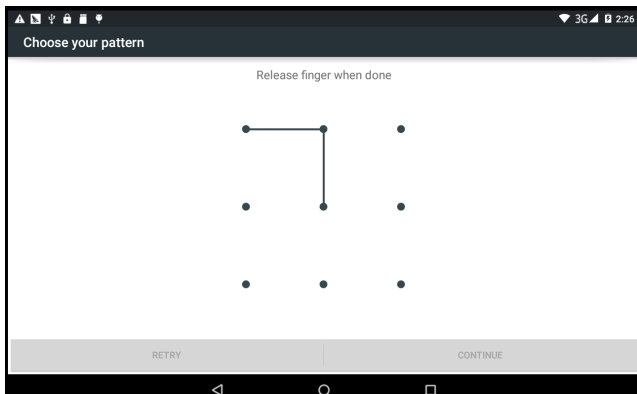 3G 2:26
Choose your pattern
Release finger when done
RETRY CONTINUE